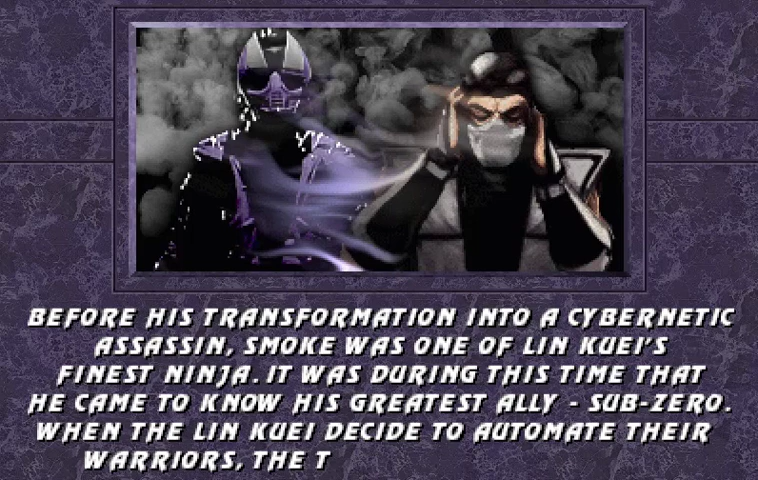 BEFORE HIS TRANSFORMATION INTO A CYBERNETIC
ASSASSIN, SMOKE WAS ONE OF LIN KUEI'S
FINEST NINJA. IT WAS DURING THIS TIME THAT
HE CAME TO KNOW HIS GREATEST ALLY - SUB-ZERO.
WHEN THE LIN KUEI DECIDE TO AUTOMATE THEIR
WARRIORS, THE T